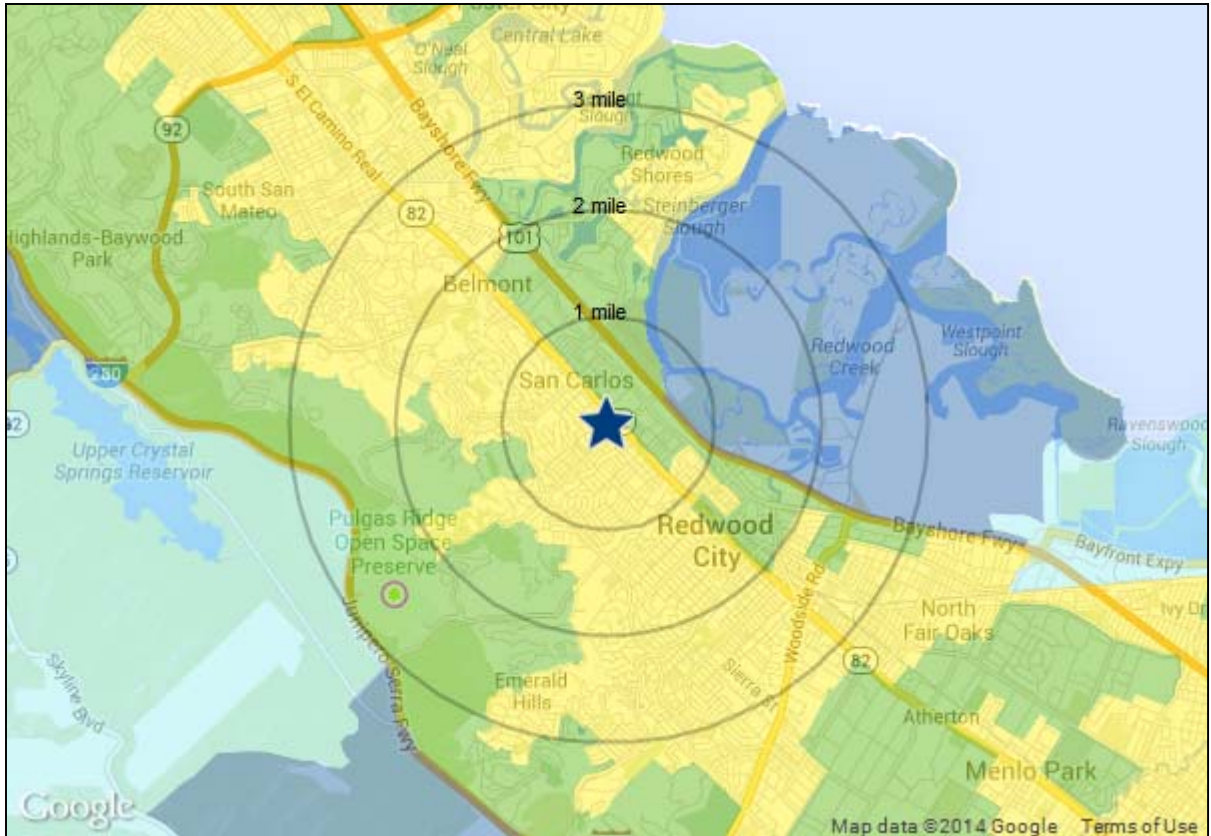 Foster City
Central Lake
O'Neal
Slough
S El Camino Real
Bayshore Fwy
3 mile
Slough
92
Redwood
Shores
South San
Mateo
82
2 mile
Steinberger
Slough
101
Highlands-Baywood
Park
Belmont
1 mile
Redwood
Creek
Westpoint
Slough
280
San Carlos
Ravenswood
Slough
Upper Crystal
Springs Reservoir
Pulgas Ridge
Open Space
Preserve
Redwood
City
Bayshore Fwy
Bayfront Expy
Woodside Rd
North
Fair Oaks
Ivy Dr
Junipero Serra Fwy
Skyline Blvd
Emerald
Hills
Sierra St
82
Atherton
Menlo Park
Google
Map data ©2014 Google
Terms of Use